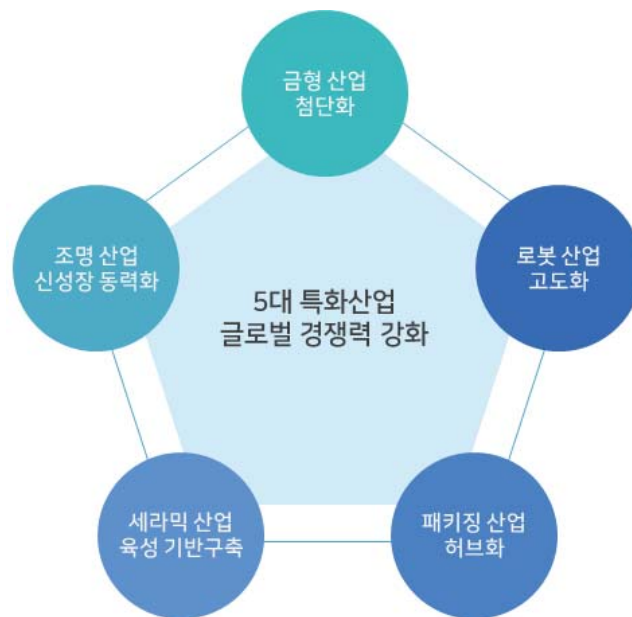 금형 산업
첨단화
조명 산업
신성장 동력화
로봇 산업
고도화
5대 특화산업
글로벌 경쟁력 강화
세라믹 산업
육성 기반구축
패키징 산업
허브화